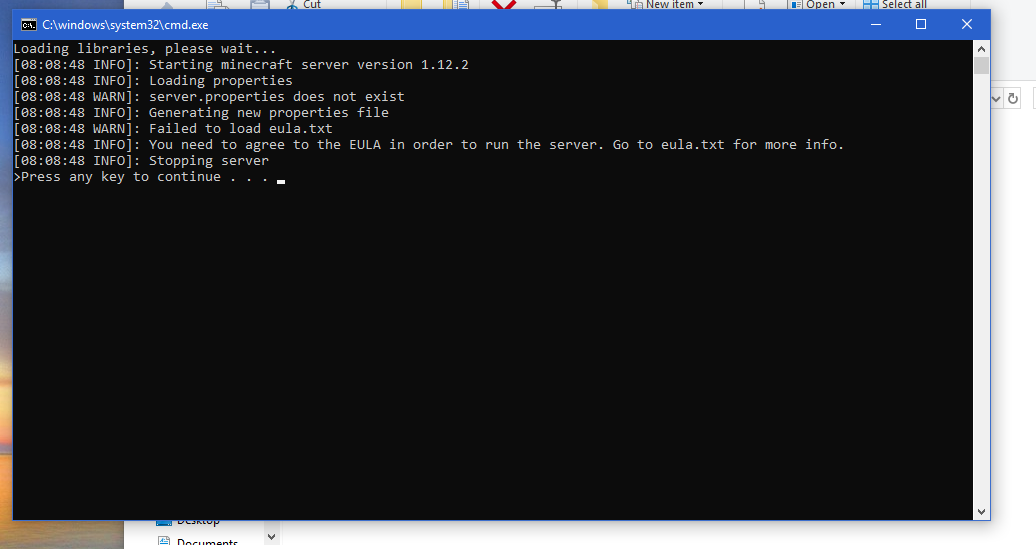 Cut
New item
Open
Select all
C:\windows\system32\cmd.exe
Loading libraries, please wait...
[08:08:48 INFO]: Starting minecraft server version 1.12.2
[08:08:48 INFO]: Loading properties
[08:08:48 WARN]: server.properties does not exist
[08:08:48 INFO]: Generating new properties file
[08:08:48 WARN]: Failed to load eula.txt
[08:08:48 INFO]: You need to agree to the EULA in order to run the server. Go to eula.txt for more info.
[08:08:48 INFO]: Stopping server
>Press any key to continue . . .
Desktop
Documents